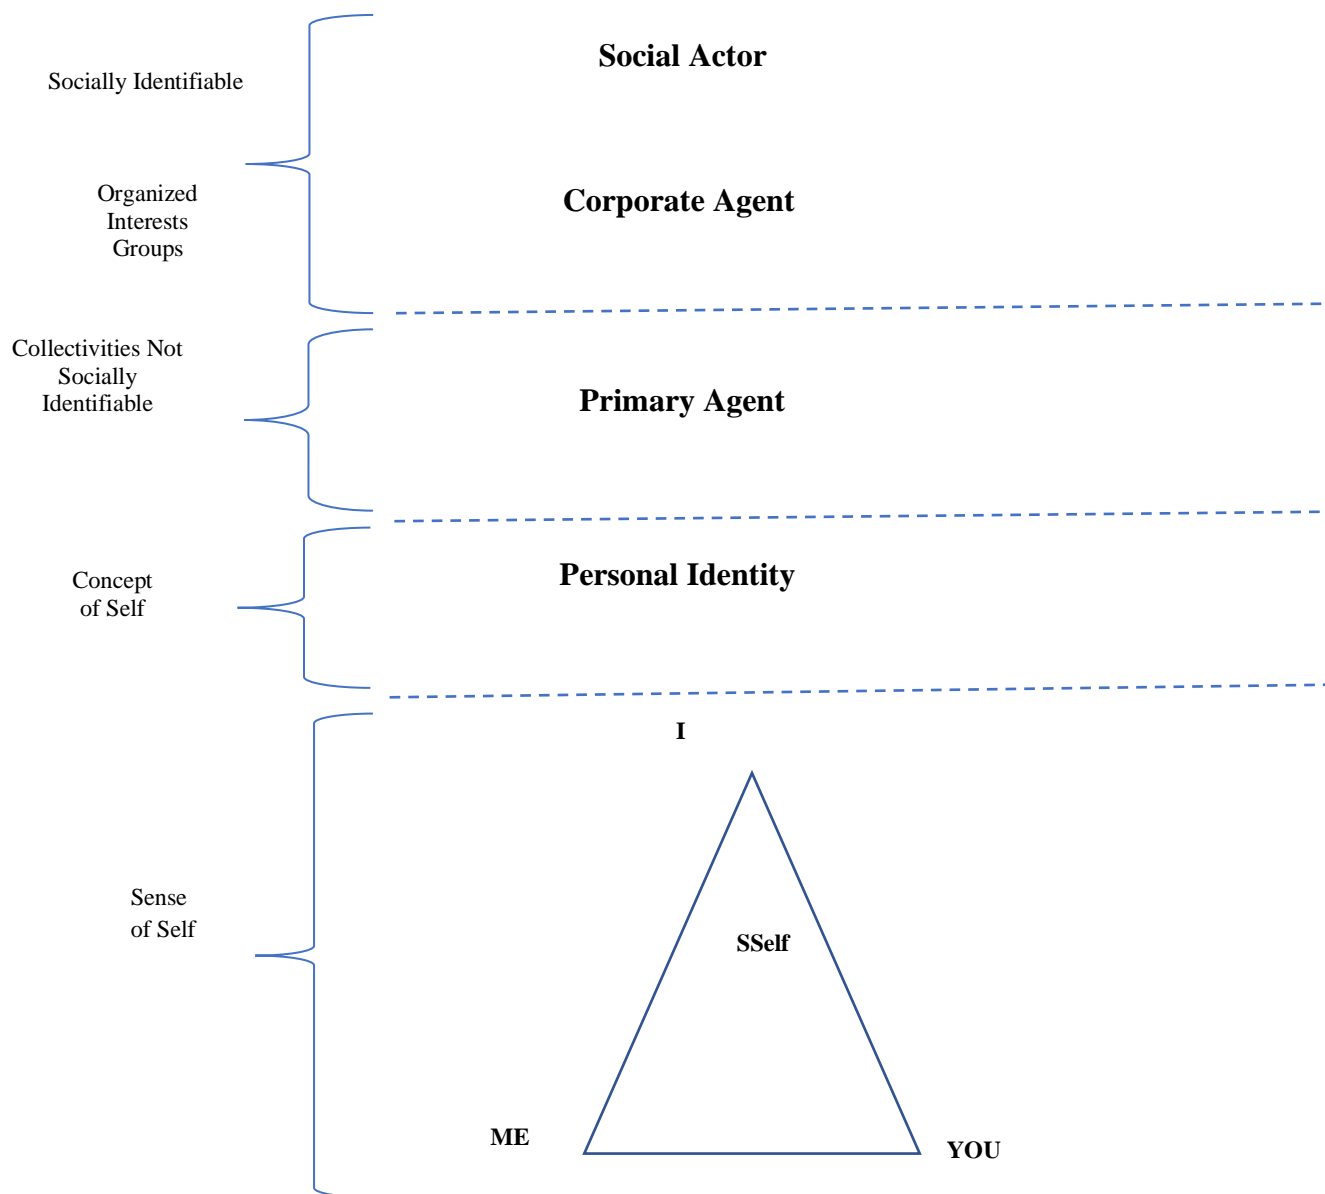 Social Actor
Socially Identifiable
Organized
Interests
Groups
Corporate Agent
Collectivities Not
Socially
Identifiable
Primary Agent
Concept
of Self
Personal Identity
I
Sense
of Self
SSelf
ME
YOU